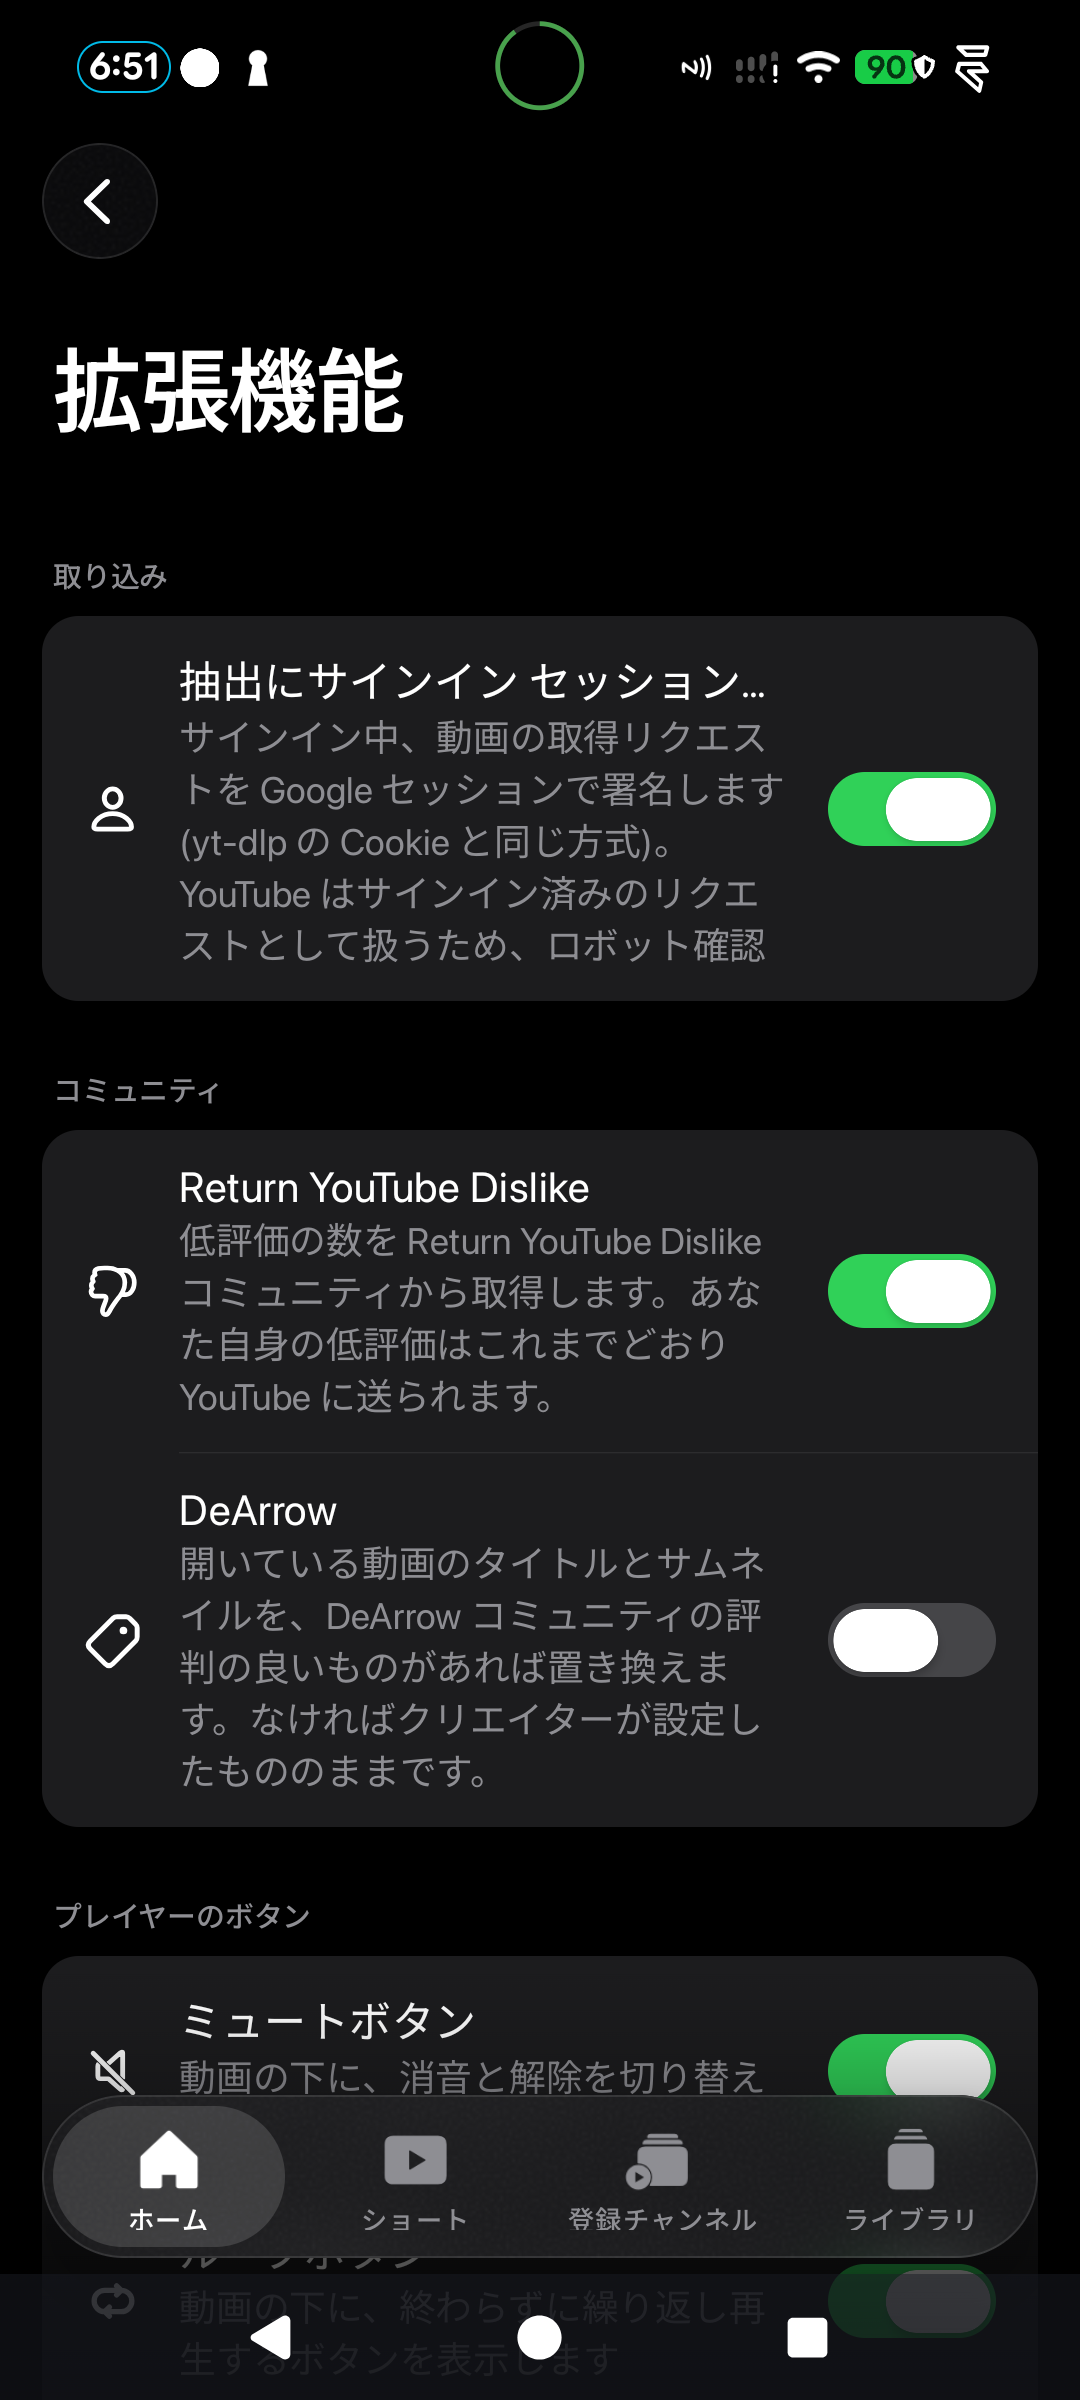 6:51
90
拡張機能
取り込み
抽出にサインイン セッション…
サインイン中、動画の取得リクエス
トを Google セッションで署名します
(yt-dlp の Cookie と同じ方式)。
YouTube はサインイン済みのリクエ
ストとして扱うため、ロボット確認
コミュニティ
Return YouTube Dislike
低評価の数を Return YouTube Dislike
コミュニティから取得します。あな
た自身の低評価はこれまでどおり
YouTube に送られます。
DeArrow
開いている動画のタイトルとサムネ
イルを、DeArrow コミュニティの評
判の良いものがあれば置き換えま
す。なければクリエイターが設定し
たもののままです。
プレイヤーのボタン
ミュートボタン
動画の下に、消音と解除を切り替え
ホーム
ショート
登録チャンネル
ライブラリ
ループボタン
動画の下に、終わらずに繰り返し再
生するボタンを表示します